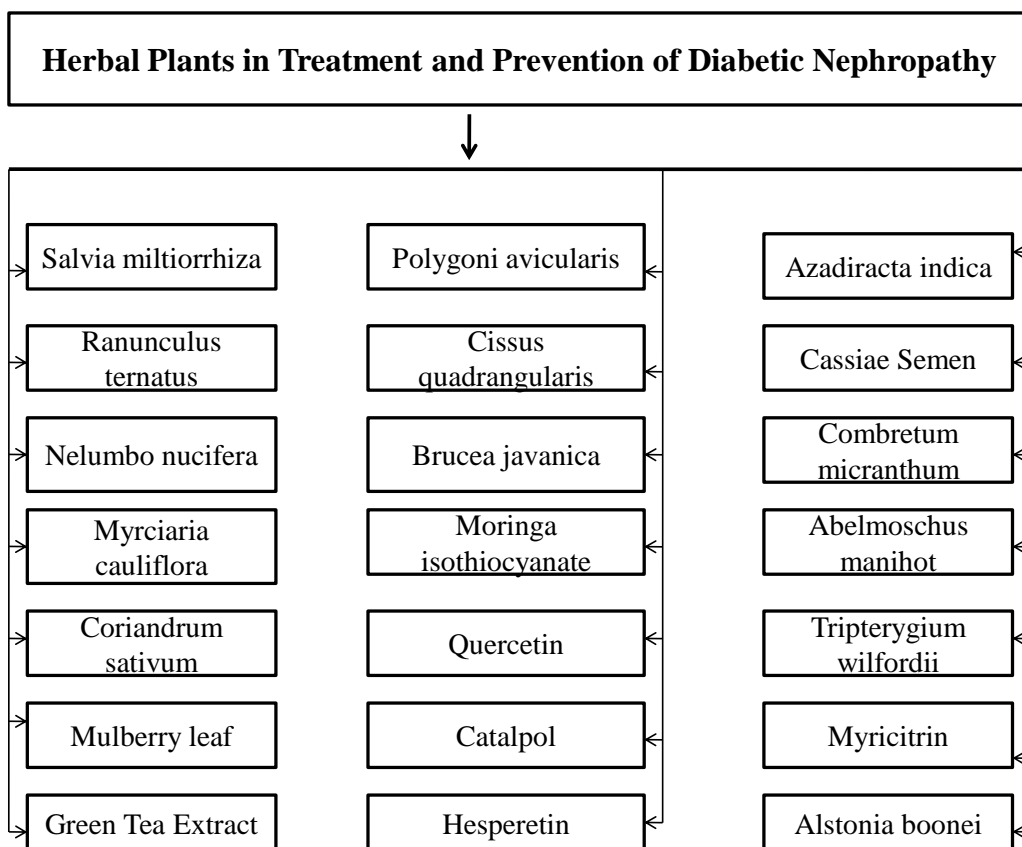 Herbal Plants in Treatment and Prevention of Diabetic Nephropathy
Salvia miltiorrhiza
Ranunculus
ternatus
Nelumbo nucifera
Myrciaria
cauliflora
Coriandrum
sativum
Mulberry leaf
Green Tea Extract
Polygoni avicularis
Cissus
quadrangularis
Brucea javanica
Moringa
isothiocyanate
Quercetin
Catalpol
Hesperetin
Azadiracta indica
Cassiae Semen
Combretum
micranthum
Abelmoschus
manihot
Tripterygium
wilfordii
Myricitrin
Alstonia boonei